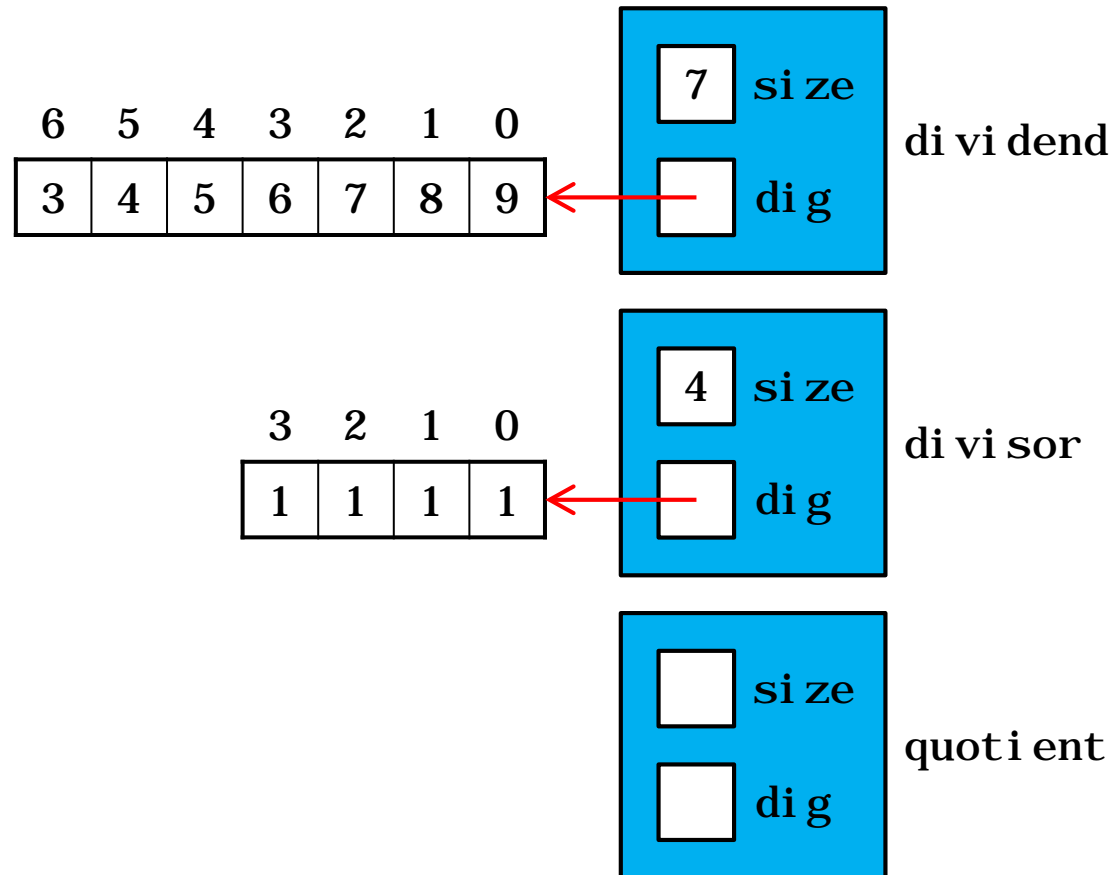 7 size
6 5 4 3 2 1 0
dividend
3 4 5 6 7 8 9 dig
4 size
3 2 1 0
divisor
1 1 1 1 dig
size
quotient
dig